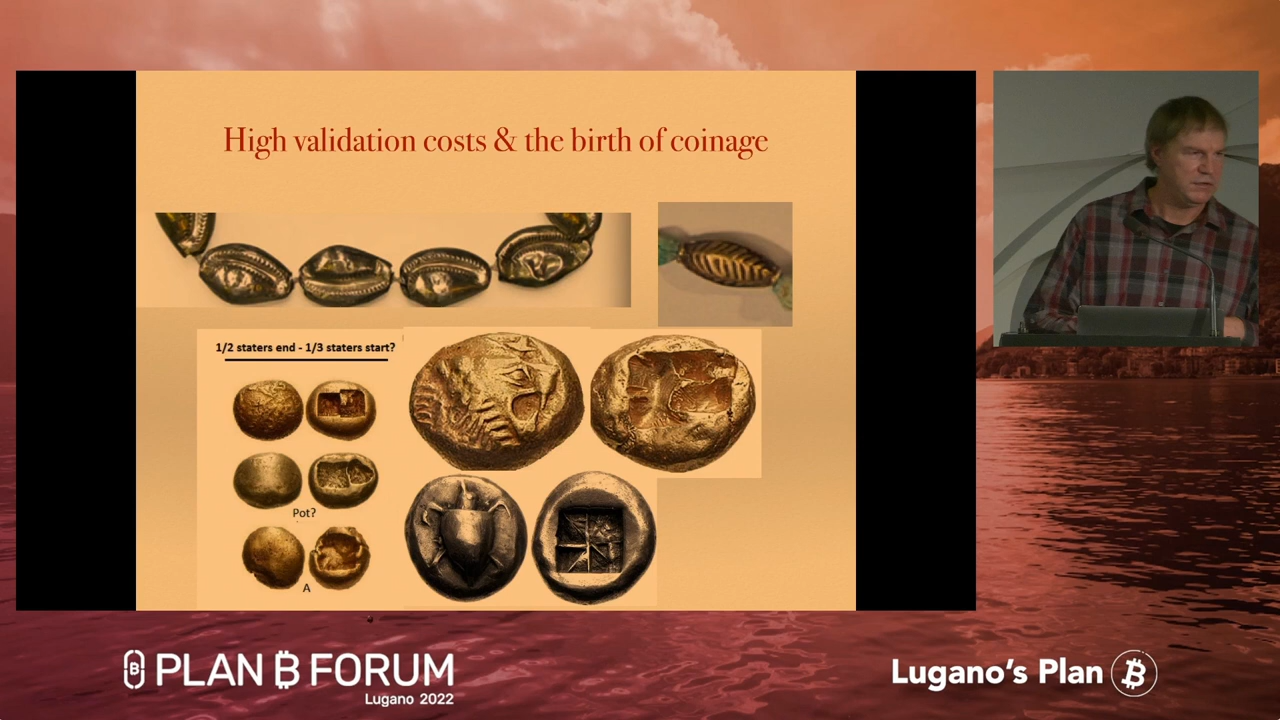 High validation costs & the birth of coinage
1/2 staters end - 1/3 staters start?
Pot?
A
PLAN ₿ FORUM
Lugano 2022
Lugano's Plan ₿